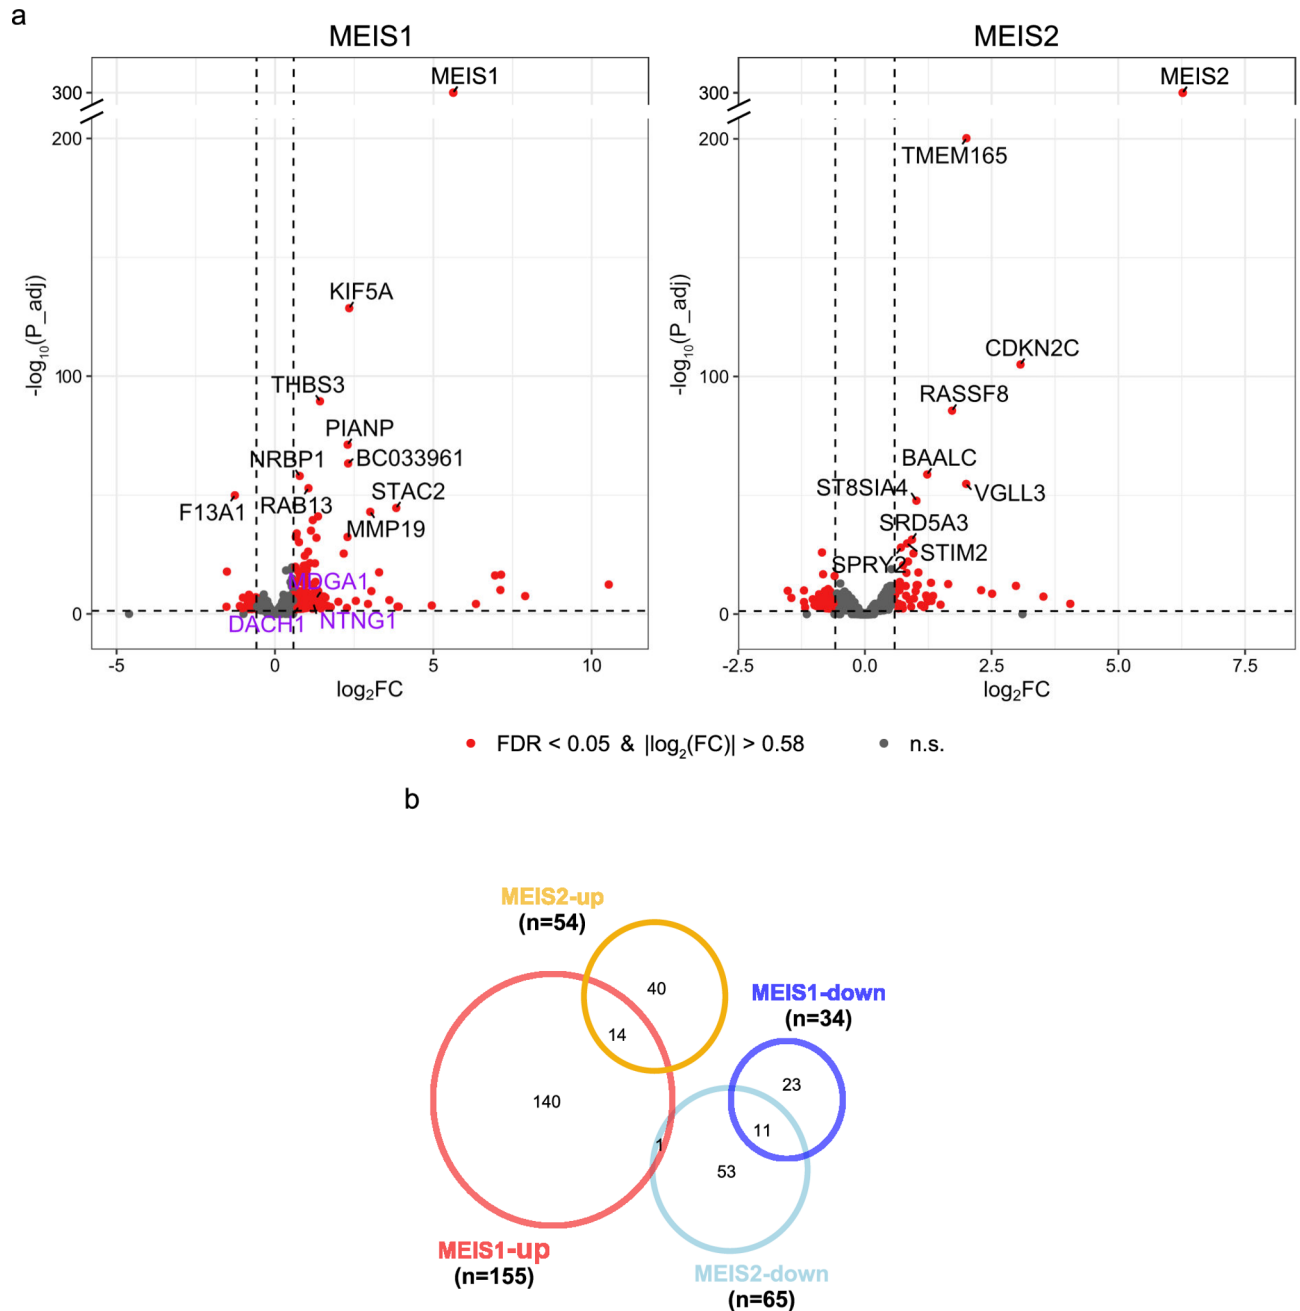 a
MEIS1
MEIS2
300
200
100
0
-log10(P_adj)
MEIS1
KIF5A
THBS3
PIANP
NRBP1
BC033961
STAC2
RAB13
F13A1
MMP19
MDGA1
DACH1
NTNG1
-5
0
5
10
log2FC
300
200
100
0
-log10(P_adj)
MEIS2
TMEM165
CDKN2C
RASSF8
BAALC
ST8SIA4
VGLL3
SRD5A3
STIM2
SPRY2
-2.5
0.0
2.5
5.0
7.5
log2FC
FDR < 0.05 & |log2(FC)| > 0.58
n.s.
b
MEIS2-up
(n=54)
40
MEIS1-down
(n=34)
14
23
140
11
1
53
MEIS1-up
(n=155)
MEIS2-down
(n=65)